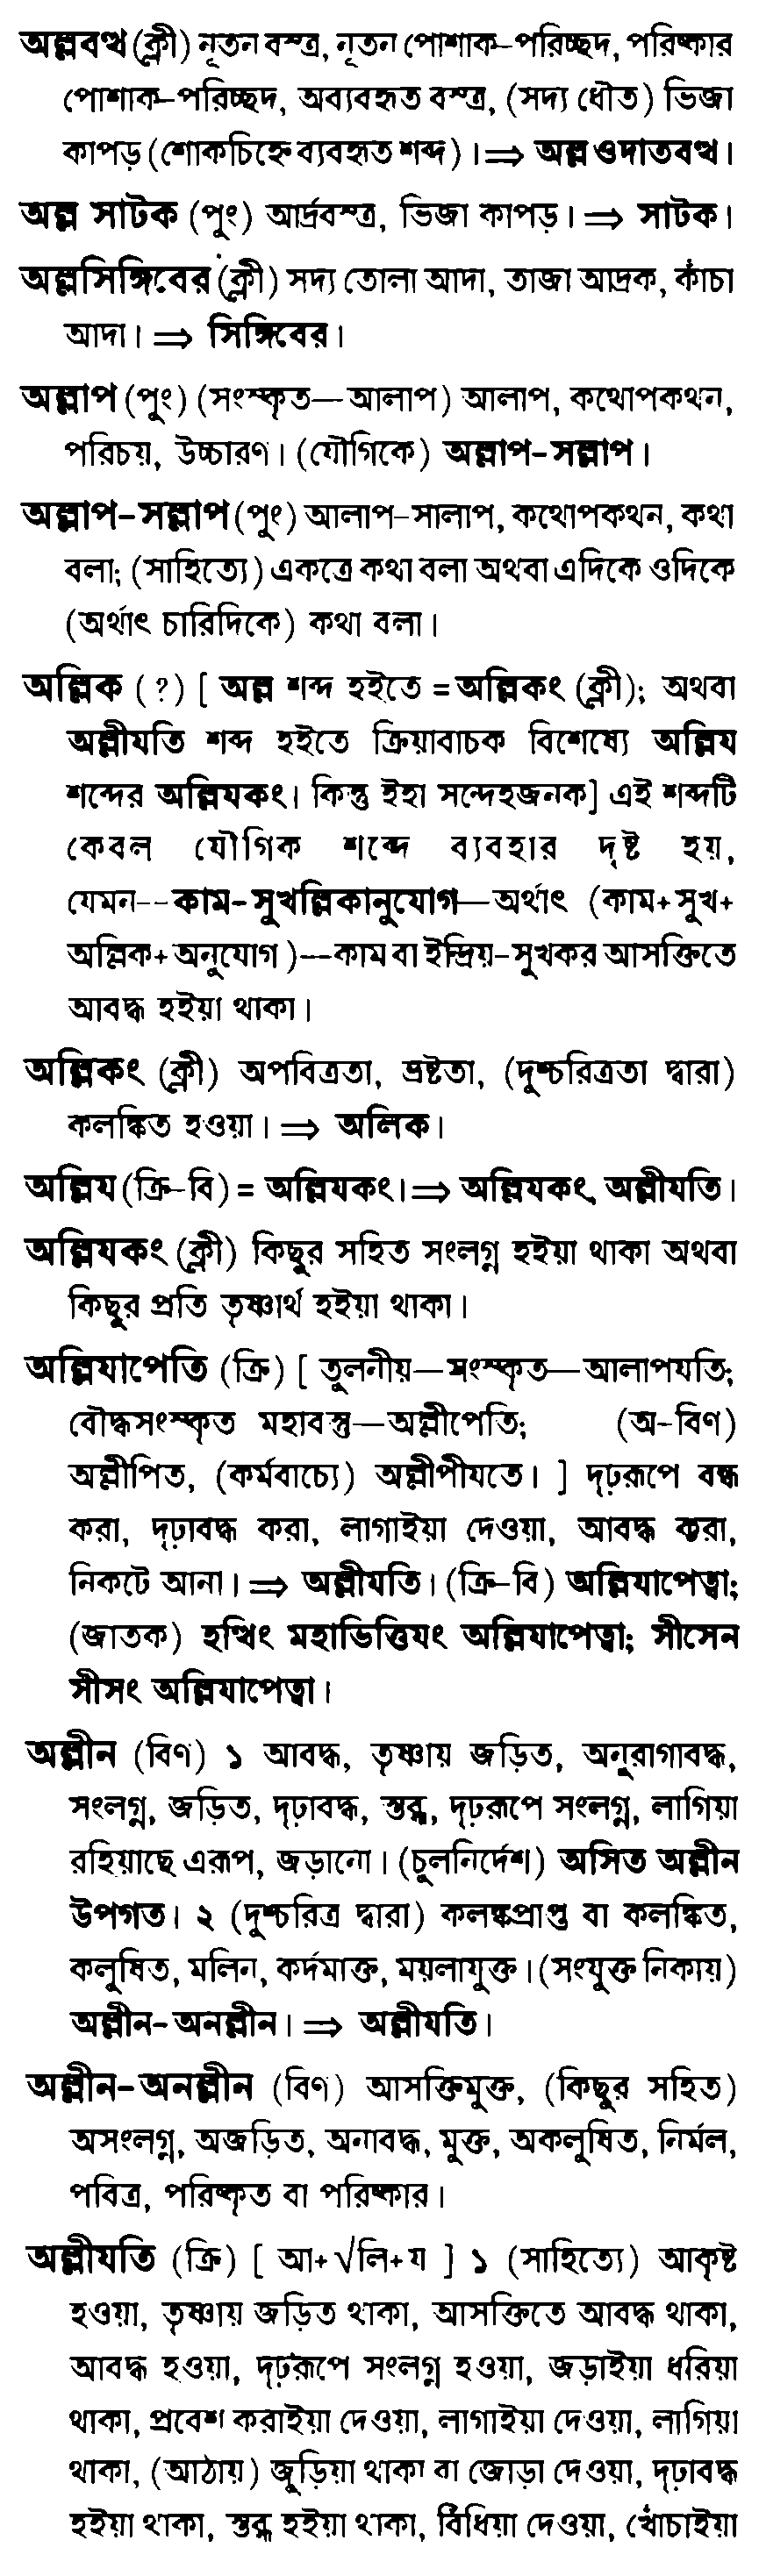 অল্লবত্থ (ক্লী) নূতন বস্ত্র, নূতন পোশাক-পরিচ্ছদ, পরিষ্কার
পোশাক-পরিচ্ছদ, অব্যবহৃত বস্ত্র, (সদ্য ধৌত) ভিজা
কাপড় (শোকচিহ্নে ব্যবহৃত শব্দ)। ⇒ অল্ল ওদাতবত্থ।
অল্ল সাটক (পুং) আর্দ্রবস্ত্র, ভিজা কাপড়। ⇒ সাটক।
অল্লসিঙ্গিবের (ক্লী) সদ্য তোলা আদা, তাজা আদ্রক, কাঁচা
আদা। ⇒ সিঙ্গিবের।
অল্লাপ (পুং) (সংস্কৃত—আলাপ) আলাপ, কথোপকথন,
পরিচয়, উচ্চারণ। (যৌগিকে) অল্লাপ-সল্লাপ।
অল্লাপ-সল্লাপ (পুং) আলাপ-সালাপ, কথোপকথন, কথা
বলা; (সাহিত্যে) একত্রে কথা বলা অথবা এদিকে ওদিকে
(অর্থাৎ চারিদিকে) কথা বলা।
অল্লিক (?) [ অল্ল শব্দ হইতে = অল্লিকং (ক্লী); অথবা
অল্লীযতি শব্দ হইতে ক্রিয়াবাচক বিশেষ্যে অল্লিয
শব্দের অল্লিযকং। কিন্তু ইহা সন্দেহজনক] এই শব্দটি
কেবল যৌগিক শব্দে ব্যবহার দৃষ্ট হয়,
যেমন--কাম-সুখল্লিকানুযোগ—অর্থাৎ (কাম+সুখ+
অল্লিক+অনুযোগ)--কাম বা ইন্দ্রিয়-সুখকর আসক্তিতে
আবদ্ধ হইয়া থাকা।
অল্লিকং (ক্লী) অপবিত্রতা, ভ্রষ্টতা, (দুশ্চরিত্রতা দ্বারা)
কলঙ্কিত হওয়া। ⇒ অলিক।
অল্লিয (ক্রি-বি) = অল্লিযকং। ⇒ অল্লিযকং, অল্লীযতি।
অল্লিযকং (ক্লী) কিছুর সহিত সংলগ্ন হইয়া থাকা অথবা
কিছুর প্রতি তৃষ্ণার্থ হইয়া থাকা।
অল্লিযাপেতি (ক্রি) [ তুলনীয়—সংস্কৃত—আলাপযতি;
বৌদ্ধসংস্কৃত মহাবস্তু—অল্লীপেতি; (অ-বিণ)
অল্লীপিত, (কর্মবাচ্যে) অল্লীপীযতে। ] দৃঢ়রূপে বন্ধ
করা, দৃঢ়াবদ্ধ করা, লাগাইয়া দেওয়া, আবদ্ধ করা,
নিকটে আনা। ⇒ অল্লীযতি। (ক্রি-বি) অল্লিযাপেত্বা;
(জাতক) হত্থিং মহাভিত্তিযং অল্লিযাপেত্বা; সীসেন
সীসং অল্লিযাপেত্বা।
অল্লীন (বিণ) ১ আবদ্ধ, তৃষ্ণায় জড়িত, অনুরাগাবদ্ধ,
সংলগ্ন, জড়িত, দৃঢ়াবদ্ধ, স্তব্ধ, দৃঢ়রূপে সংলগ্ন, লাগিয়া
রহিয়াছে এরূপ, জড়ানো। (চুলনির্দেশ) অসিত অল্লীন
উপগত। ২ (দুশ্চরিত্র দ্বারা) কলঙ্কপ্রাপ্ত বা কলঙ্কিত,
কলুষিত, মলিন, কর্দমাক্ত, ময়লাযুক্ত। (সংযুক্ত নিকায়)
অল্লীন-অনল্লীন। ⇒ অল্লীযতি।
অল্লীন-অনল্লীন (বিণ) আসক্তিমুক্ত, (কিছুর সহিত)
অসংলগ্ন, অজড়িত, অনাবদ্ধ, মুক্ত, অকলুষিত, নির্মল,
পবিত্র, পরিষ্কৃত বা পরিষ্কার।
অল্লীযতি (ক্রি) [ আ+√লি+য ] ১ (সাহিত্যে) আকৃষ্ট
হওয়া, তৃষ্ণায় জড়িত থাকা, আসক্তিতে আবদ্ধ থাকা,
আবদ্ধ হওয়া, দৃঢ়রূপে সংলগ্ন হওয়া, জড়াইয়া ধরিয়া
থাকা, প্রবেশ করাইয়া দেওয়া, লাগাইয়া দেওয়া, লাগিয়া
থাকা, (আঠায়) জুড়িয়া থাকা বা জোড়া দেওয়া, দৃঢ়াবদ্ধ
হইয়া থাকা, স্তব্ধ হইয়া থাকা, বিঁধিয়া দেওয়া, খোঁচাইয়া